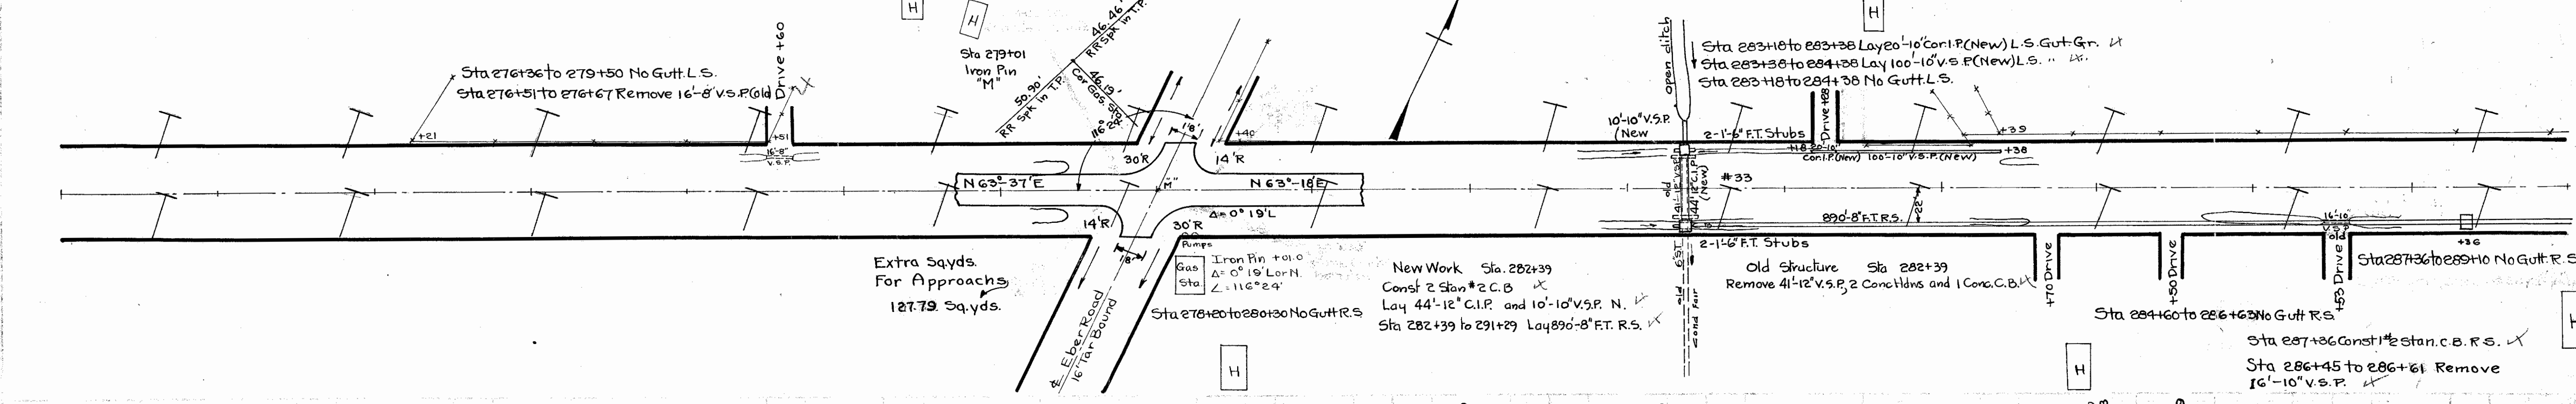 H
H
H
Sta 276+36 to 279+50 No Gutt. L.S.
Sta 276+51 to 276+67 Remove 16'-8" V.S.P.(Old
Drive +60
+21
+51
16'-8"
V.S.P.
Sta 279+01
Iron Pin
"M"
46.46'
RR Spk in T.P.
50.90'
RR Spk in T.P.
46.19'
Cor Gas. Sta.
116° 24'
18'
+40
30'R
14'R
N 63°-37'E
"M"
N 63°-18'E
Δ= 0° 19'L
14'R
30'R
18'
Pumps
Gas
Sta.
Iron Pin +01.0
Δ= 0° 19' L or N.
∠=116° 24'
Extra Sq.yds.
For Approachs
127.79 Sq.yds.
₵ Eber Road
16' Tar Bound
Sta 278+20 to 280+30 No Gutt R.S.
H
New Work Sta. 282+39
Const 2 Stan #2 C.B
Lay 44'-12" C.I.P. and 10'-10" V.S.P. N.
Sta 282+39 to 291+29 Lay 890'-8" F.T. R.S.
open ditch
10'-10" V.S.P.
(New
Sta 283+18 to 283+38 Lay 20'-10" Cor. I.P.(New) L.S. Gut. Gr.
Sta 283+38 to 284+38 Lay 100'-10" V.S.P.(New) L.S. " "
Sta 283+18 to 284+38 No Gutt. L.S.
2-1'-6" F.T. Stubs
Drive +28
+18
20'-10"
Cor. I.P.(New)
100'-10" V.S.P.(New)
+39
+38
old
41'-12" V.S.P.
44'-12" C.I.P.
(New)
#33
890'-8" F.T. R.S.
22'
2-1'-6" F.T. Stubs
Old Structure Sta 282+39
Remove 41'-12" V.S.P., 2 Conc Hdws and 1 Conc. C.B.
old
+70 Drive
+50 Drive
16'-10"
V.S.P.
old
+53 Drive
+36
Sta 287+36 to 289+10 No Gutt. R.S
Sta 284+60 to 286+63 No Gutt R.S.
Sta 287+36 Const 1 #2 Stan. C.B. R.S.
Sta 286+45 to 286+61 Remove
16'-10" V.S.P.
H